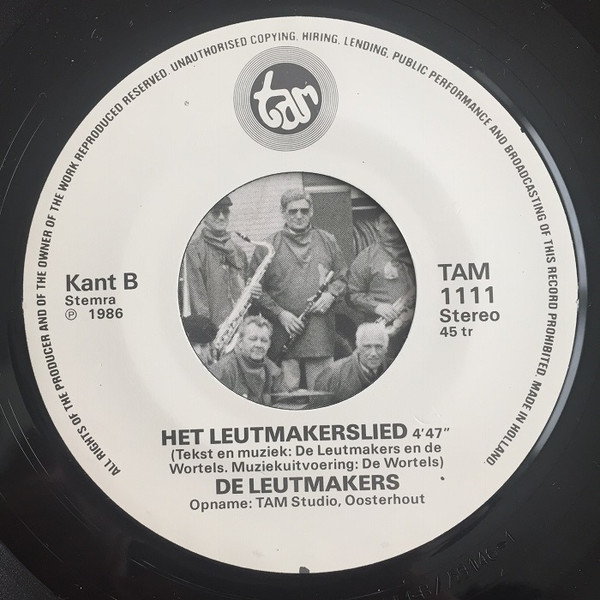 ALL RIGHTS OF THE PRODUCER AND OF THE OWNER OF THE WORK REPRODUCED RESERVED. UNAUTHORISED COPYING, HIRING, LENDING, PUBLIC PERFORMANCE AND BROADCASTING OF THIS RECORD PROHIBITED. MADE IN HOLLAND.
tam
Kant B
Stemra
℗ 1986
TAM
1111
Stereo
45 tr
HET LEUTMAKERSLIED 4'47"
(Tekst en muziek: De Leutmakers en de
Wortels. Muziekuitvoering: De Wortels)
DE LEUTMAKERS
Opname: TAM Studio, Oosterhout